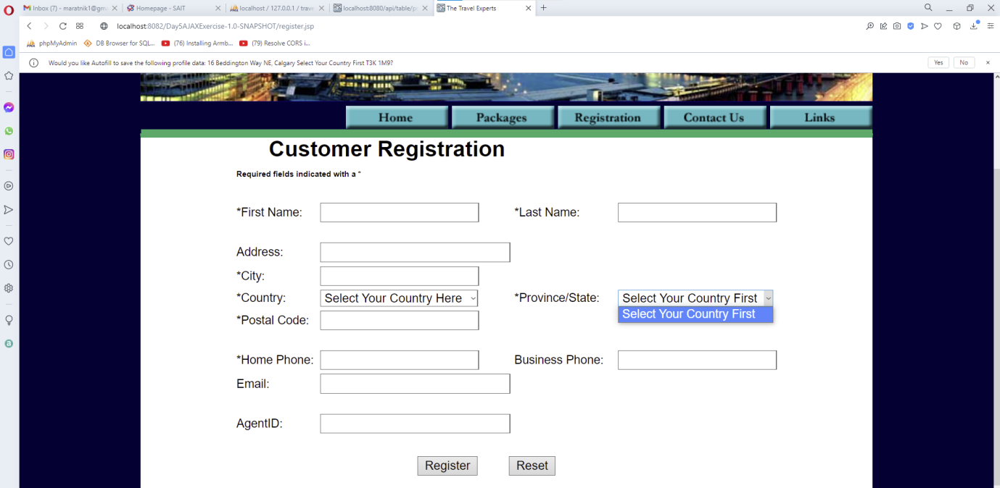 Inbox (7) - maratnik1@gm
Homepage - SAIT
localhost / 127.0.0.1 / trave
localhost:8080/api/table/p
The Travel Experts
localhost:8082/Day5AJAXExercise-1.0-SNAPSHOT/register.jsp
phpMyAdmin
DB Browser for SQL...
(76) Installing Armb...
(79) Resolve CORS i...
Would you like Autofill to save the following profile data: 16 Beddington Way NE, Calgary Select Your Country First T3K 1M9?
Yes
No
Home
Packages
Registration
Contact Us
Links
Customer Registration
Required fields indicated with a *
*First Name:
*Last Name:
Address:
*City:
*Country:
Select Your Country Here
*Province/State:
Select Your Country First
Select Your Country First
*Postal Code:
*Home Phone:
Business Phone:
Email:
AgentID:
Register
Reset